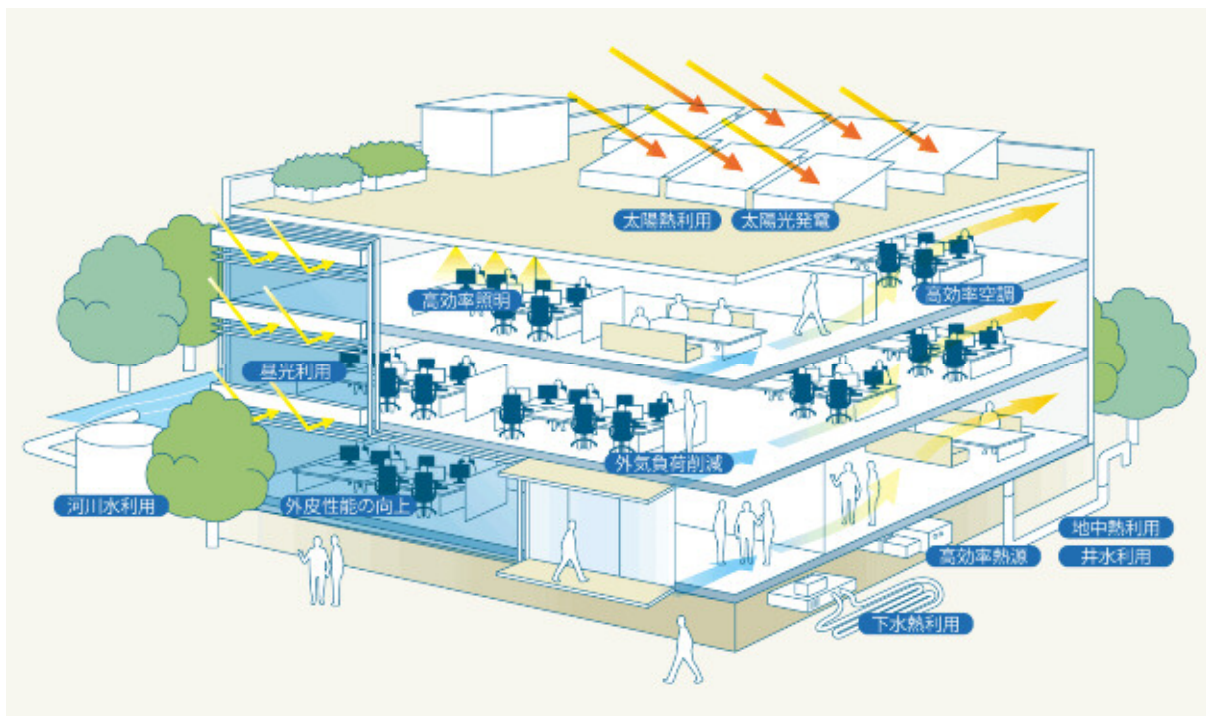 太陽熱利用
太陽光発電
高効率照明
高効率空調
昼光利用
外気負荷削減
河川水利用
外皮性能の向上
地中熱利用
高効率熱源
井水利用
下水熱利用